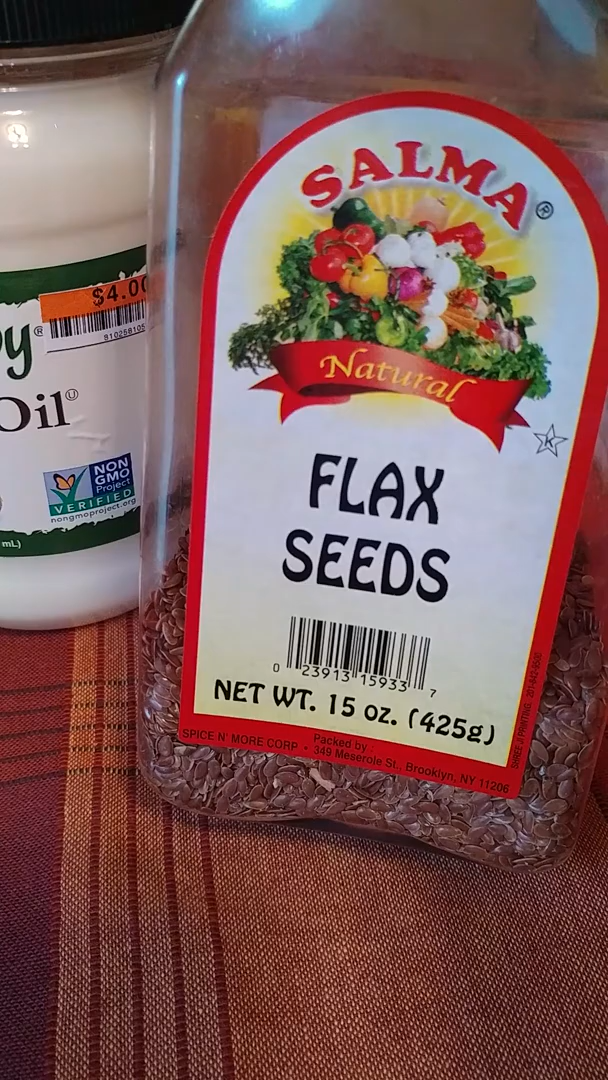 SALMA®
Natural
K
FLAX
SEEDS
0 23913 15933 7
NET WT. 15 oz. (425g)
Packed by :
SPICE N' MORE CORP • 349 Meserole St., Brooklyn, NY 11206
$4.00
y®
Oil
NON
GMO
Project
VERIFIED
nongmoproject.org
mL)